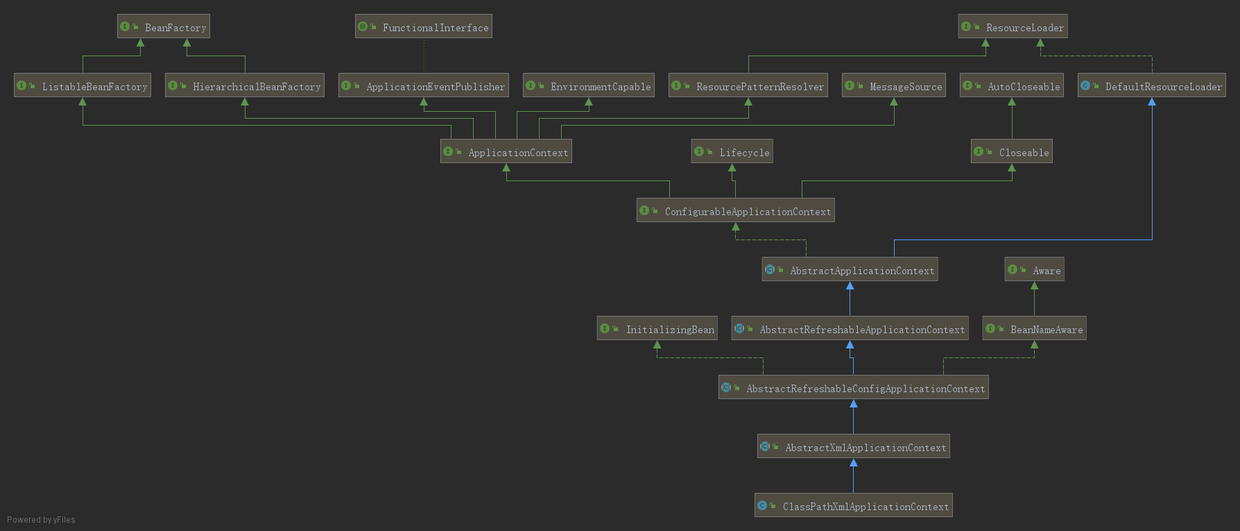 BeanFactory
FunctionalInterface
ResourceLoader
ListableBeanFactory
HierarchicalBeanFactory
ApplicationEventPublisher
EnvironmentCapable
ResourcePatternResolver
MessageSource
AutoCloseable
DefaultResourceLoader
ApplicationContext
Lifecycle
Closeable
ConfigurableApplicationContext
AbstractApplicationContext
Aware
InitializingBean
AbstractRefreshableApplicationContext
BeanNameAware
AbstractRefreshableConfigApplicationContext
AbstractXmlApplicationContext
ClassPathXmlApplicationContext
Powered by yFiles